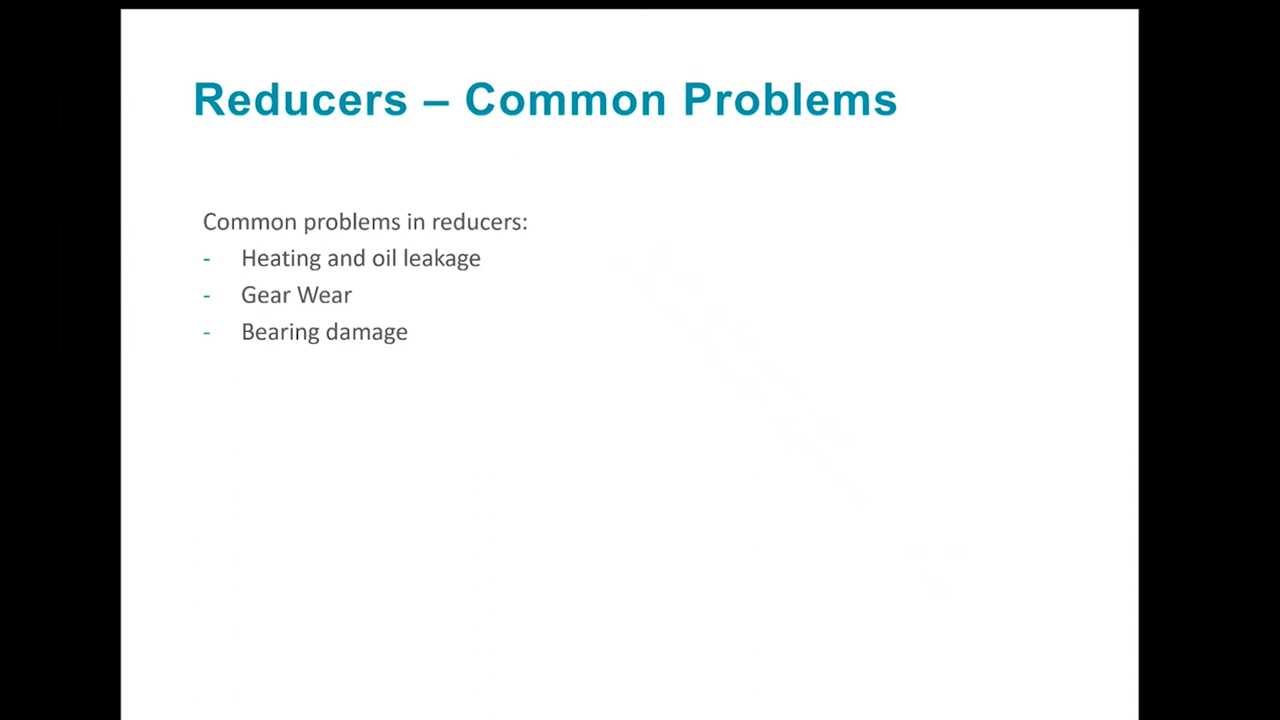 Reducers – Common Problems
Common problems in reducers:
- Heating and oil leakage
- Gear Wear
- Bearing damage